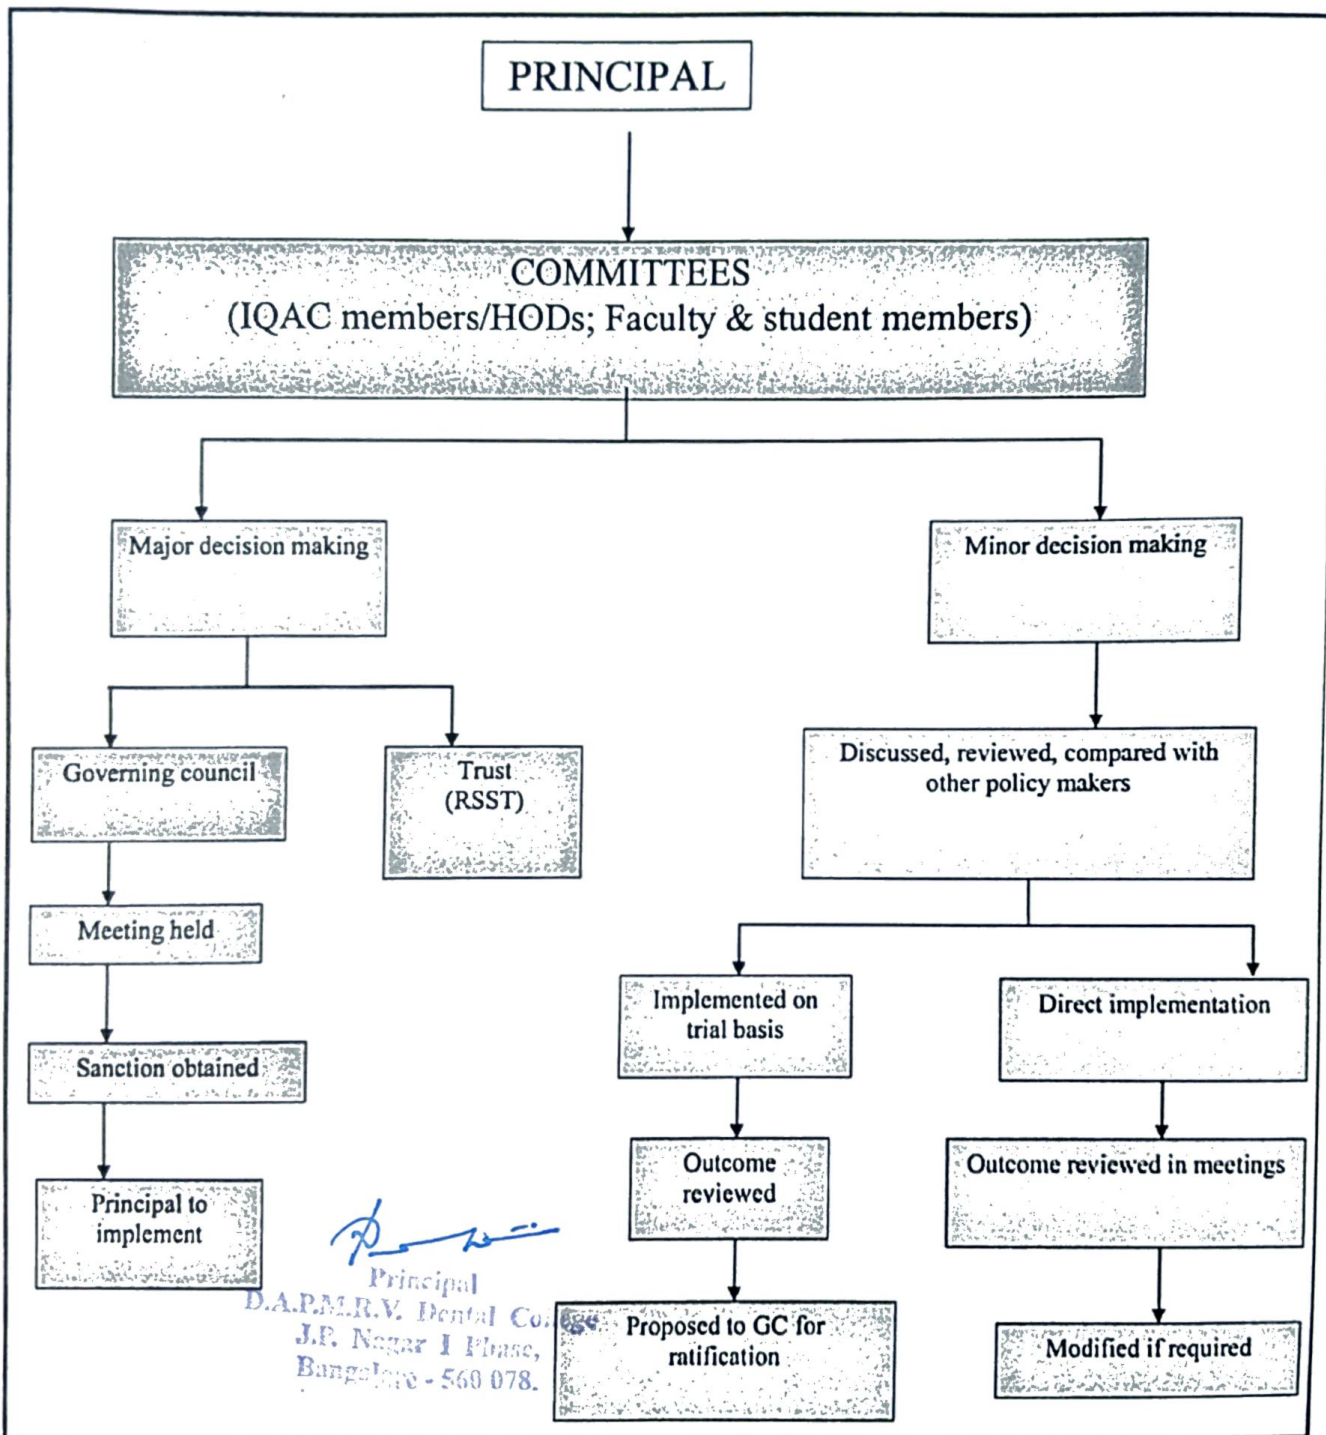 PRINCIPAL
COMMITTEES
(IQAC members/HODs; Faculty & student members)
Major decision making
Minor decision making
Governing council
Trust
(RSST)
Discussed, reviewed, compared with
other policy makers
Meeting held
Implemented on
trial basis
Direct implementation
Sanction obtained
Outcome
reviewed
Outcome reviewed in meetings
Principal to
implement
Principal
D.A.P.M.R.V. Dental College
J.P. Nagar I Phase,
Bangalore - 560 078.
Proposed to GC for
ratification
Modified if required